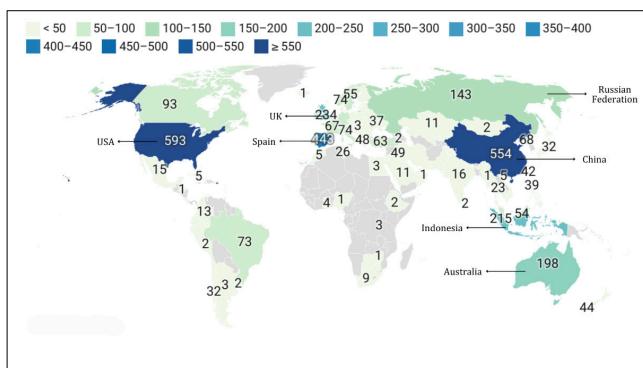 < 50 50–100 100–150 150–200 200–250 250–300 300–350 350–400
400–450 450–500 500–550 ≥ 550
1 55 143 Russian Federation
93 74
UK 234 37 11 2
67 74 3 68 32
USA 593 Spain 443 48 63 2 554 China
5 26 49
15 5 3 11 1 16 1 5 42
1 23 39
13 4 1 2 2
215 54
2 73 3 Indonesia
Australia 198
1
32 3 2 9
44